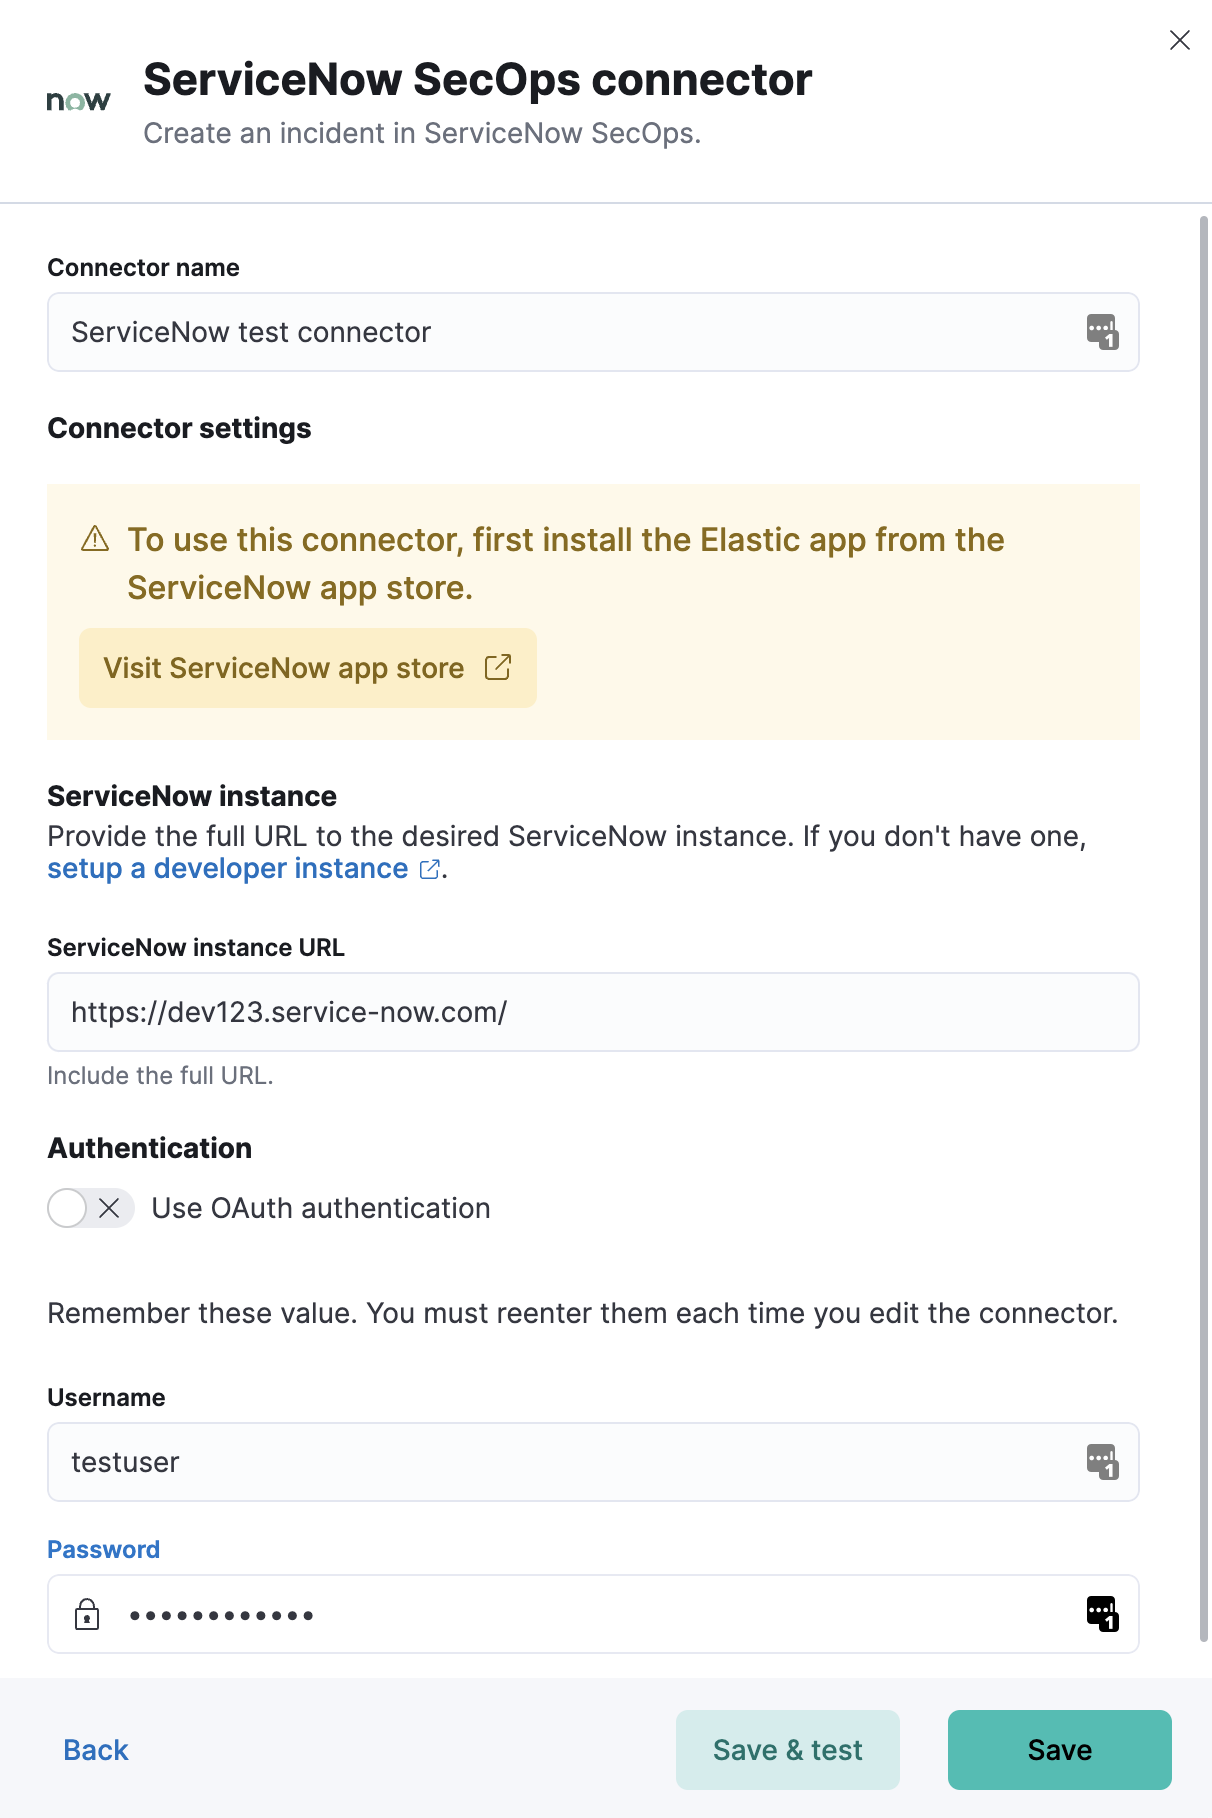 now
ServiceNow SecOps connector
Create an incident in ServiceNow SecOps.
Connector name
ServiceNow test connector
1
Connector settings
To use this connector, first install the Elastic app from the
ServiceNow app store.
Visit ServiceNow app store
ServiceNow instance
Provide the full URL to the desired ServiceNow instance. If you don't have one,
setup a developer instance .
ServiceNow instance URL
https://dev123.service-now.com/
Include the full URL.
Authentication
Use OAuth authentication
Remember these value. You must reenter them each time you edit the connector.
Username
testuser
1
Password
••••••••••••
1
Back
Save & test
Save